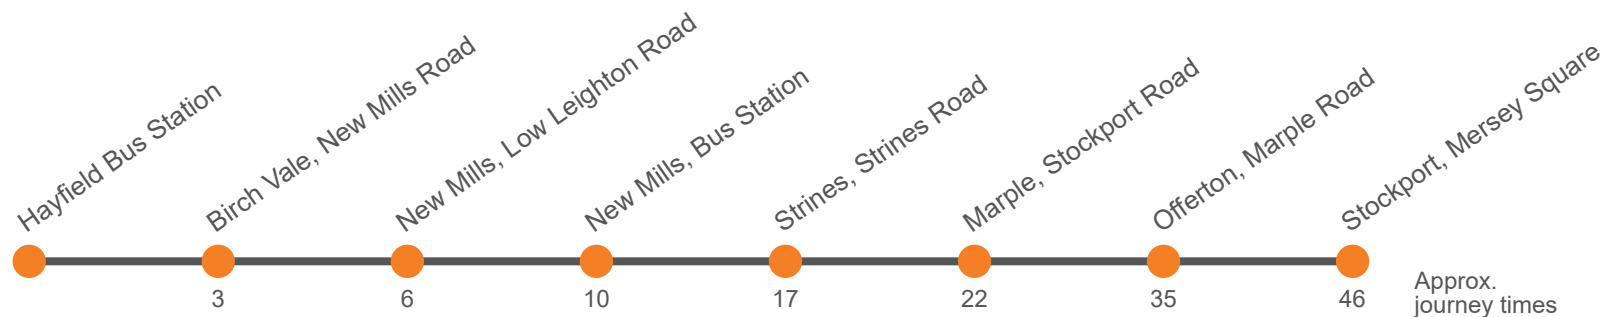 Hayfield Bus Station
Birch Vale, New Mills Road
New Mills, Low Leighton Road
New Mills, Bus Station
Strines, Strines Road
Marple, Stockport Road
Offerton, Marple Road
Stockport, Mersey Square
3
6
10
17
22
35
46
Approx.
journey times